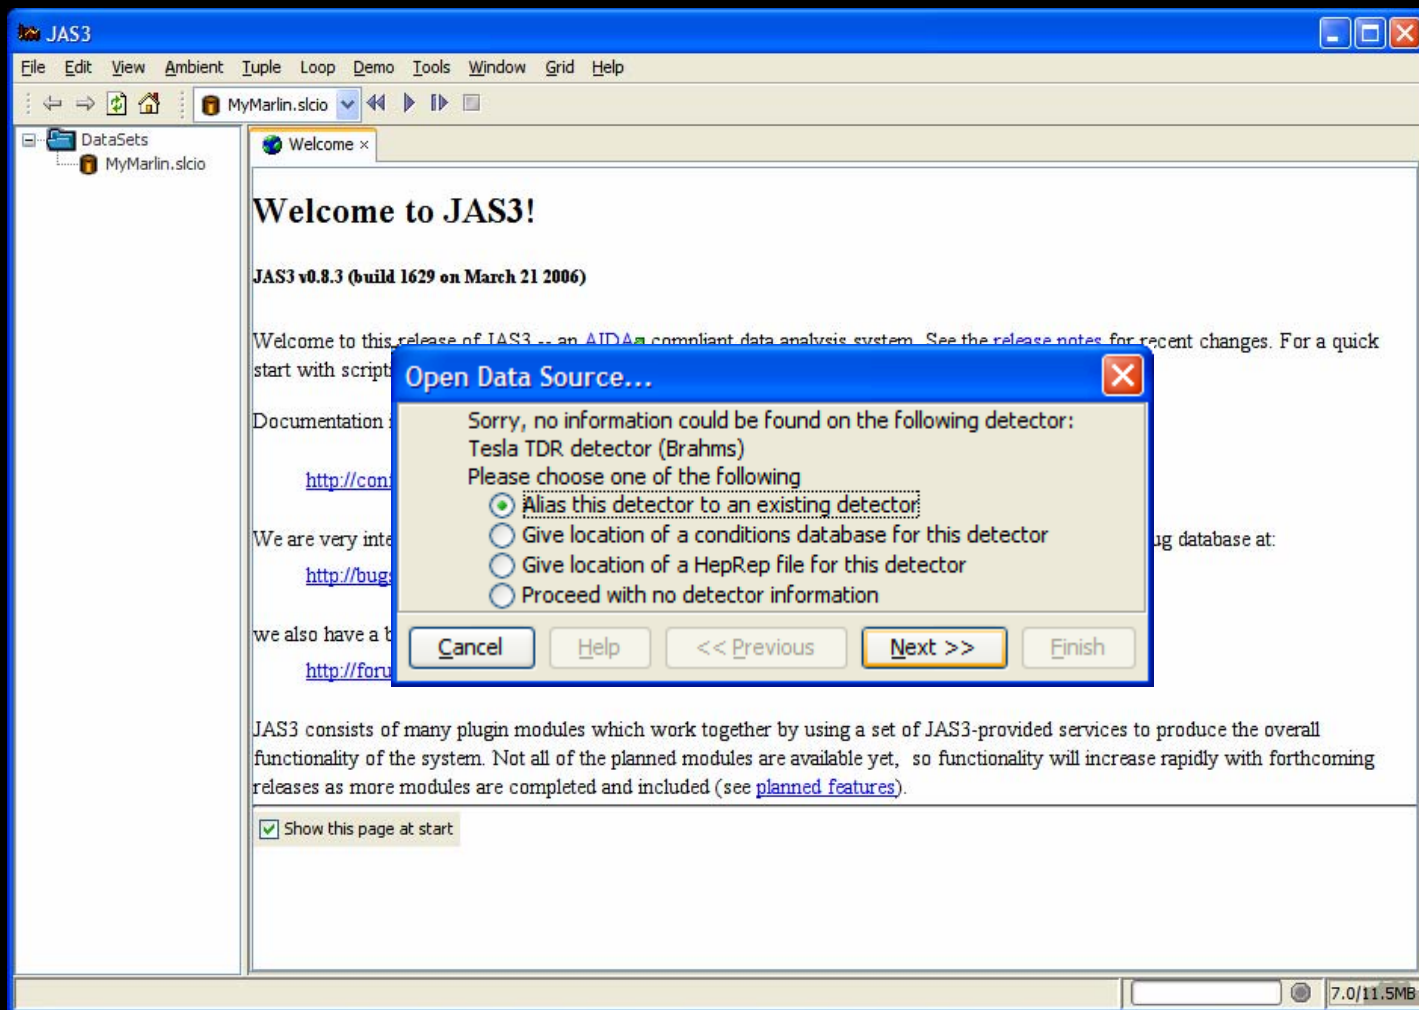 JAS3
File Edit View Ambient Tuple Loop Demo Tools Window Grid Help
MyMarlin.slcio
DataSets
MyMarlin.slcio
Welcome ×
Welcome to JAS3!
JAS3 v0.8.3 (build 1629 on March 21 2006)
Welcome to this release of JAS3 -- an AIDA compliant data analysis system. See the release notes for recent changes. For a quick
start with script
Documentation
http://con
We are very inte
ug database at:
http://bugs
we also have a b
http://foru
Open Data Source...
Sorry, no information could be found on the following detector:
Tesla TDR detector (Brahms)
Please choose one of the following
Alias this detector to an existing detector
Give location of a conditions database for this detector
Give location of a HepRep file for this detector
Proceed with no detector information
Cancel Help << Previous Next >> Finish
JAS3 consists of many plugin modules which work together by using a set of JAS3-provided services to produce the overall
functionality of the system. Not all of the planned modules are available yet, so functionality will increase rapidly with forthcoming
releases as more modules are completed and included (see planned features).
Show this page at start
7.0/11.5MB